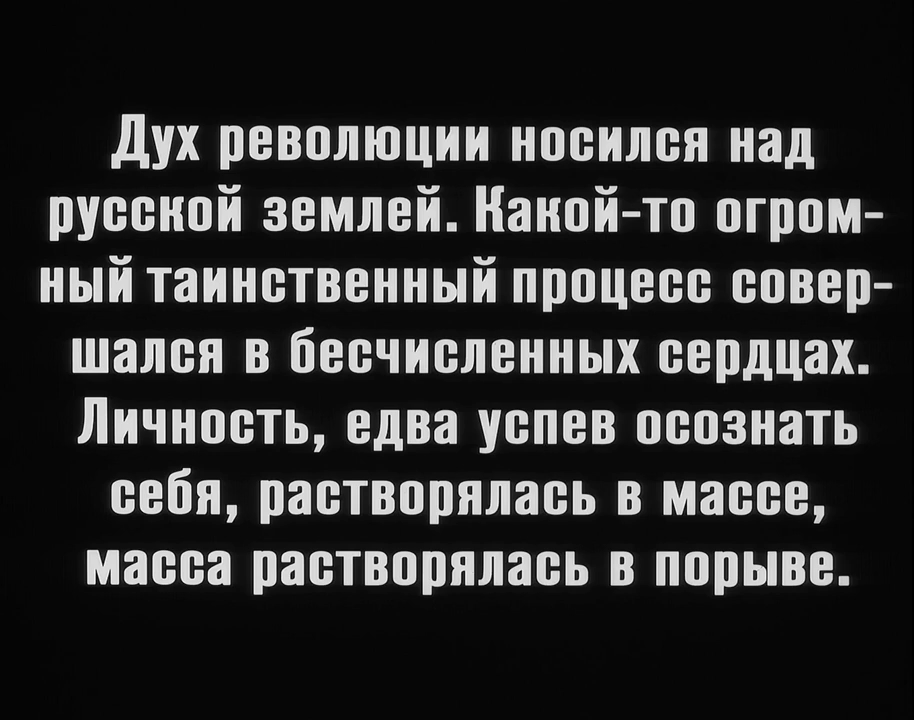 Дух революции носился над
русской землей. Какой-то огром-
ный таинственный процесс совер-
шался в бесчисленных сердцах.
Личность, едва успев осознать
себя, растворялась в массе,
масса растворялась в порыве.